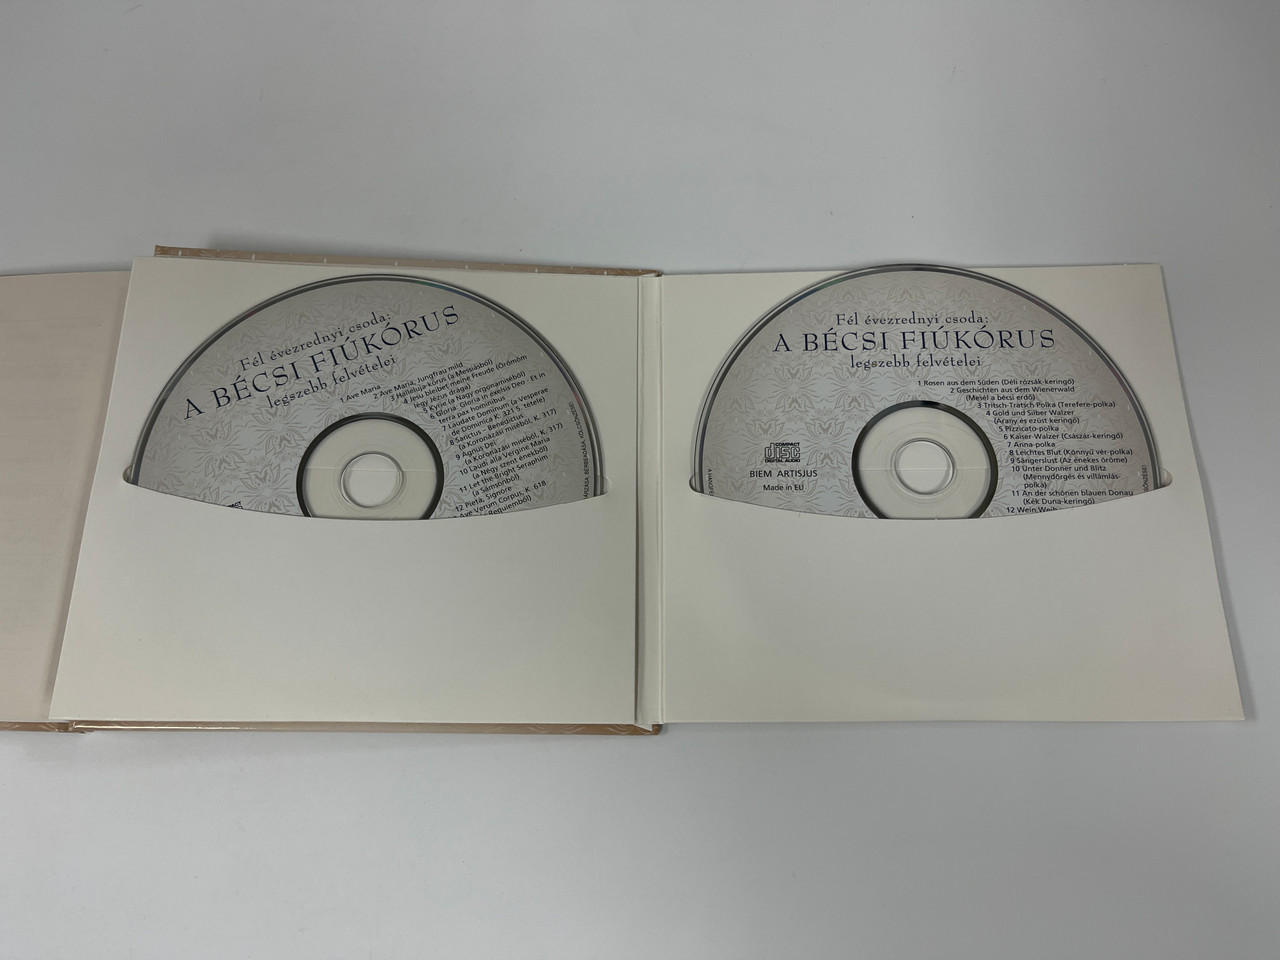 Fél évezrednyi csoda:
A BÉCSI FIÚKÓRUS
legszebb felvételei
1 Ave Maria
2 Ave Maria, Jungfrau mild
3 Halleluja-kórus (a Messiásból)
4 Jesu bleibet meine Freude (Örömöm
légy Jézus drága)
5 Kyrie (a Nagy orgonamiséből)
6 Gloria: Gloria in exelsis Deo - Et in
terra pax hominibus
7 Laudate Dominum (a Vesperae
de Dominica K. 321 5. tétele)
8 Sanctus - Benedictus
(a Koronázási miséből, K. 317)
9 Agnus Dei
(a Koronázási miséből, K. 317)
10 Laudi alla Vergine Maria
(a Négy szent énekből)
11 Let the Bright Seraphim
(a Sámsonból)
12 Pietà, Signore
Ave Verum Corpus, K. 618
Requiemből)
Fél évezrednyi csoda:
A BÉCSI FIÚKÓRUS
legszebb felvételei
1 Rosen aus dem Süden (Déli rózsák-keringő)
2 Geschichten aus dem Wienerwald
(Mesél a bécsi erdő)
3 Tritsch-Tratsch Polka (Terefere-polka)
4 Gold und Silber Walzer
(Arany és ezüst keringő)
5 Pizzicato-polka
6 Kaiser-Walzer (Császár-keringő)
7 Anna-polka
8 Leichtes Blut (Könnyű vér-polka)
9 Sängerslust (Az énekes öröme)
10 Unter Donner und Blitz
(Mennydörgés és villámlás-
polka)
11 An der schönen blauen Donau
(Kék Duna-keringő)
12 Wein Weib
COMPACT
disc
DIGITAL AUDIO
BIEM ARTISJUS
Made in EU